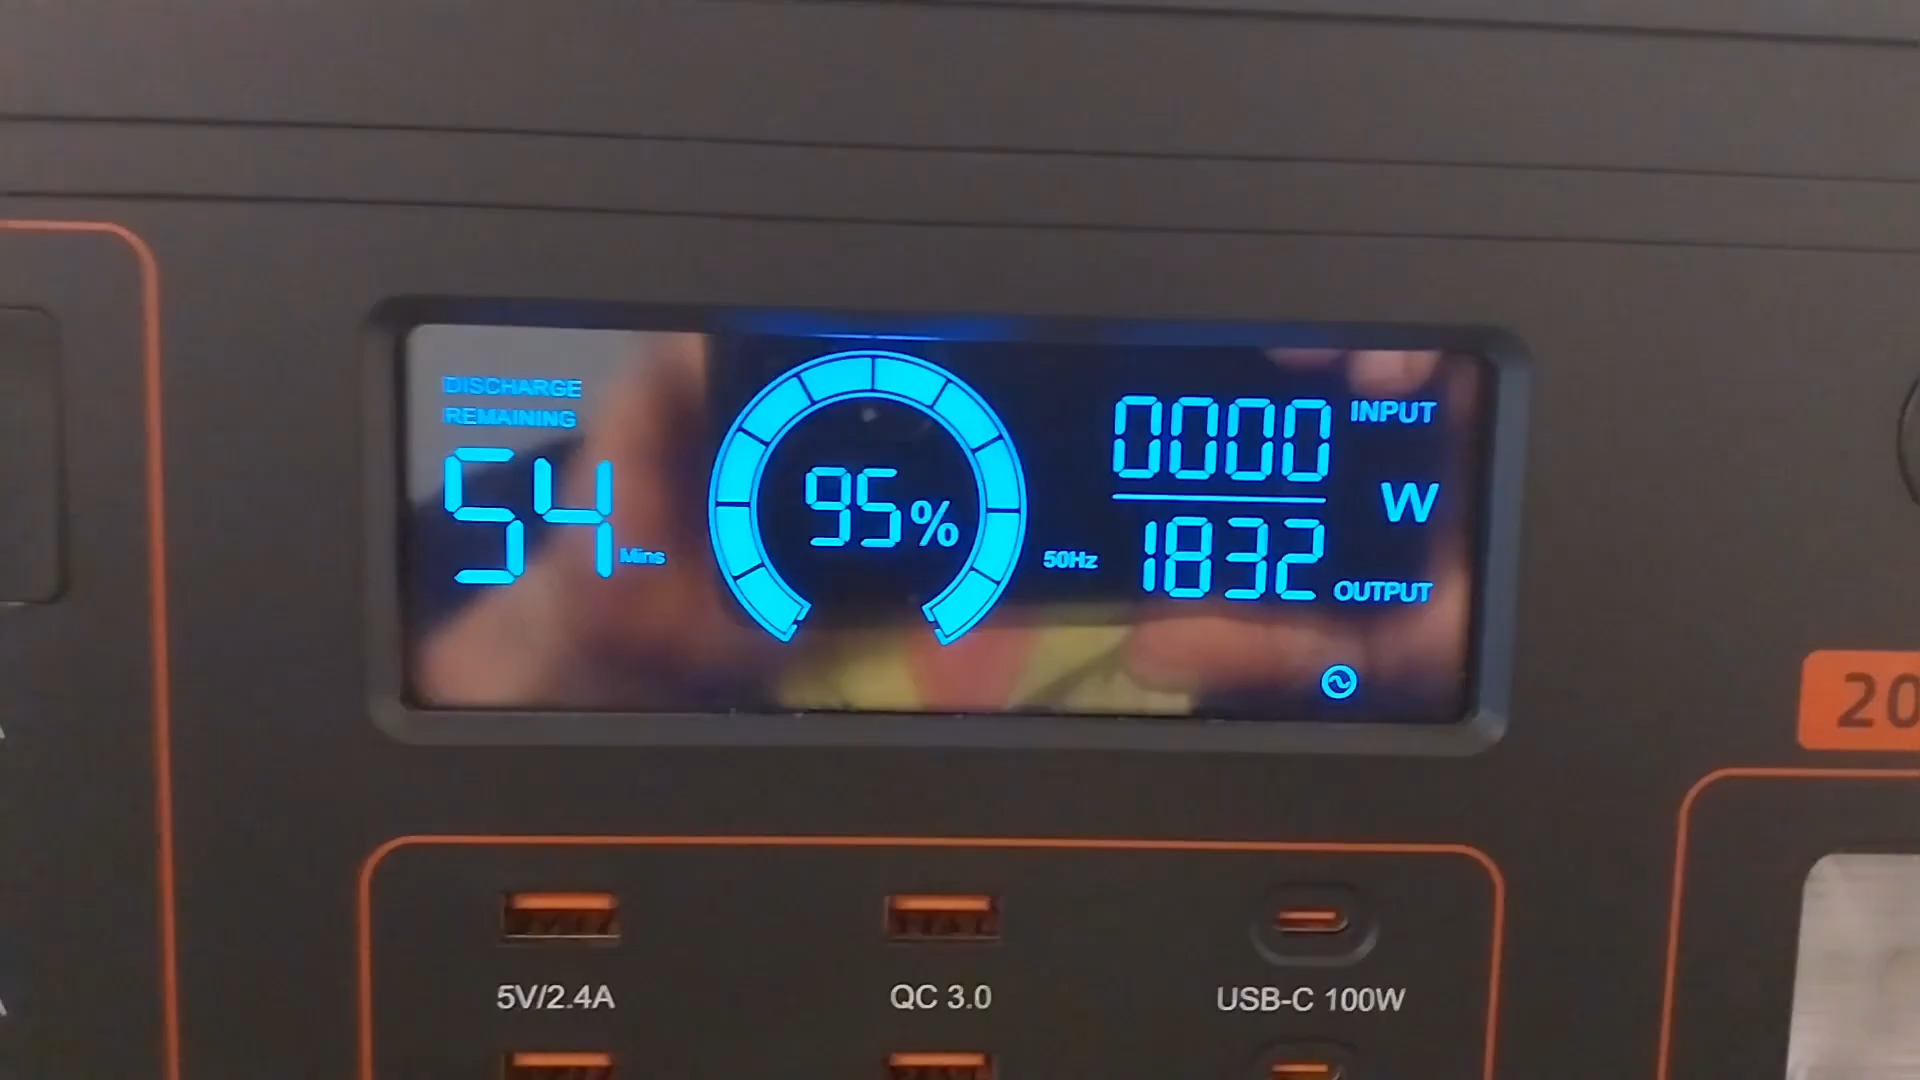 DISCHARGE
REMAINING
54 Mins
95%
0000 INPUT
W
50Hz 1832 OUTPUT
20
5V/2.4A
QC 3.0
USB-C 100W